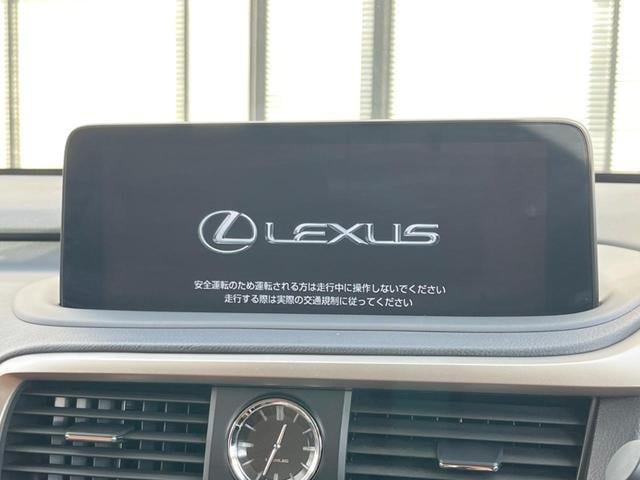 LEXUS
安全運転のため運転される方は走行中に操作しないでください
走行する際は実際の交通規制に従ってください
LEXUS